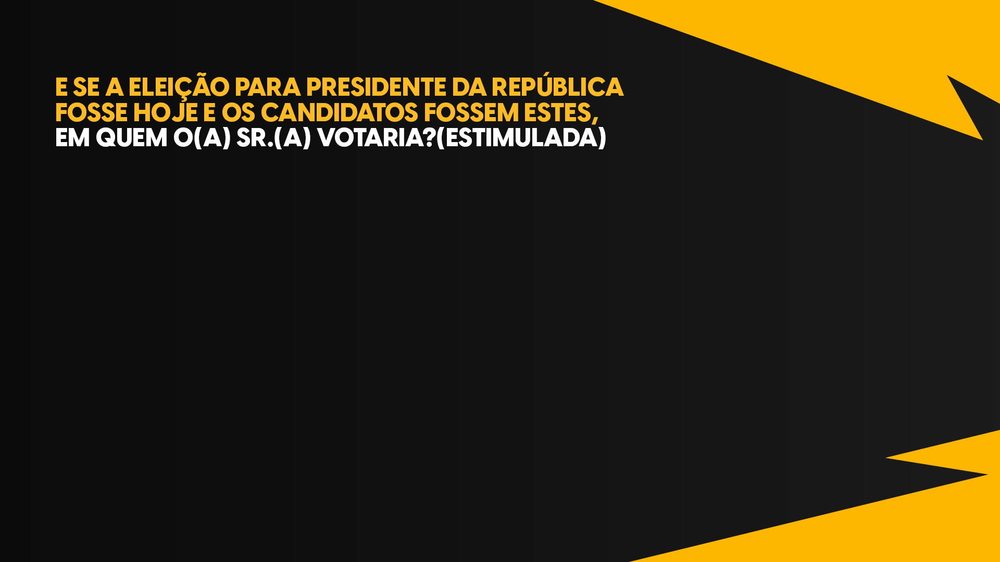 E SE A ELEIÇÃO PARA PRESIDENTE DA REPÚBLICA
FOSSE HOJE E OS CANDIDATOS FOSSEM ESTES,
EM QUEM O(A) SR.(A) VOTARIA?(ESTIMULADA)